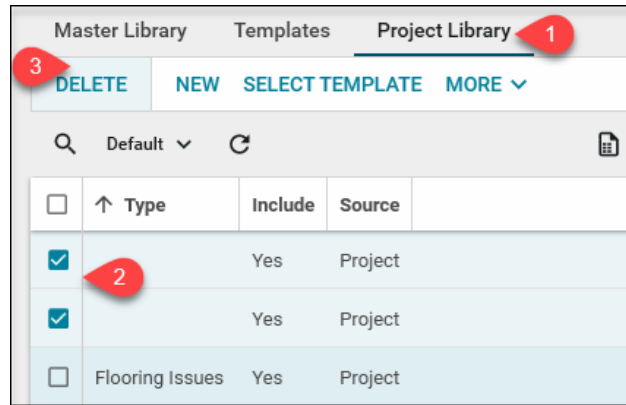 Master Library Templates Project Library 1
3
DELETE NEW SELECT TEMPLATE MORE
Default
Type Include Source
Yes Project
2
Yes Project
Flooring Issues Yes Project